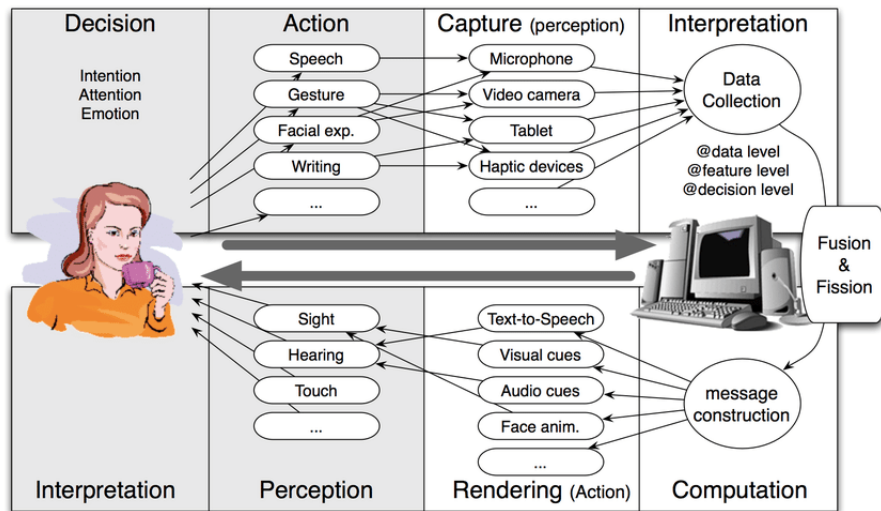 Decision
Action
Capture (perception)
Interpretation
Intention
Attention
Emotion
Speech
Gesture
Facial exp.
Writing
...
Microphone
Video camera
Tablet
Haptic devices
...
Data
Collection
@data level
@feature level
@decision level
Fusion
&
Fission
Sight
Hearing
Touch
...
Text-to-Speech
Visual cues
Audio cues
Face anim.
...
message
construction
Interpretation
Perception
Rendering (Action)
Computation